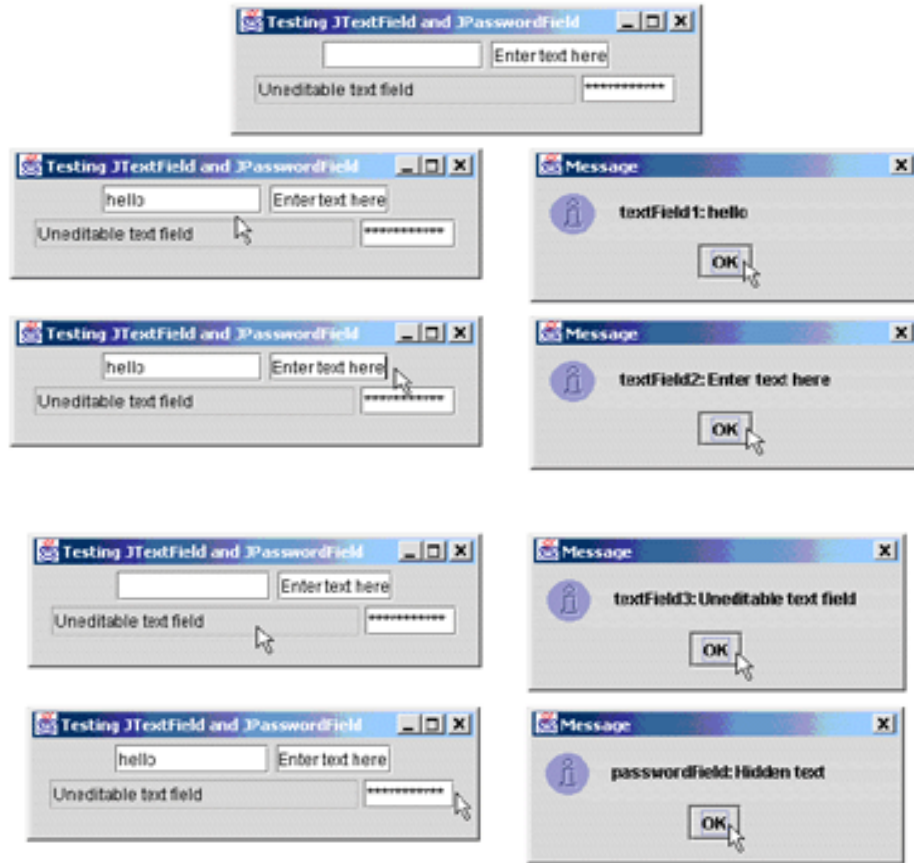 Testing JTextField and JPasswordField
Enter text here
Uneditable text field ***********
Testing JTextField and JPasswordField
hello Enter text here
Uneditable text field ***********
Message
textField1: hello
OK
Testing JTextField and JPasswordField
hello Enter text here
Uneditable text field ***********
Message
textField2: Enter text here
OK
Testing JTextField and JPasswordField
Enter text here
Uneditable text field ***********
Message
textField3: Uneditable text field
OK
Testing JTextField and JPasswordField
hello Enter text here
Uneditable text field ***********
Message
passwordField: Hidden text
OK